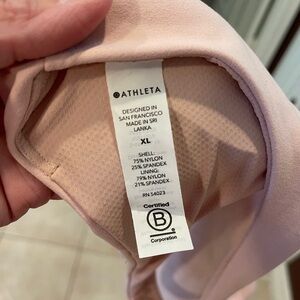 ATHLETA
DESIGNED IN
SAN FRANCISCO
MADE IN SRI
LANKA
XL
SHELL:
75% NYLON
25% SPANDEX
LINING:
79% NYLON
21% SPANDEX
RN 54023
Certified
B
Corporation